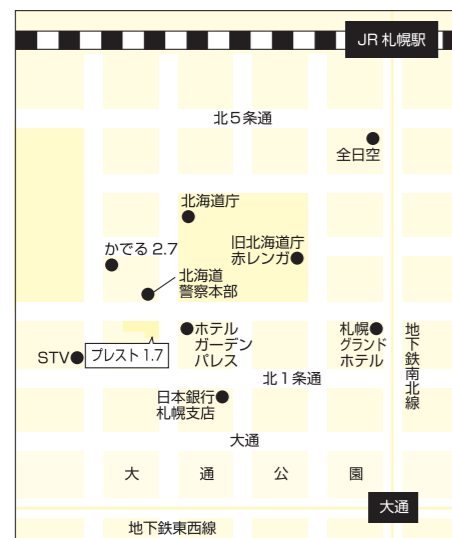 JR 札幌駅
北5条通
全日空
北海道庁
旧北海道庁
赤レンガ
かでる 2.7
北海道
警察本部
ホテル
ガーデン
パレス
札幌
グランド
ホテル
地下鉄南北線
STV
プレスト 1.7
北1条通
日本銀行
札幌支店
大通
大通公園
大通
地下鉄東西線